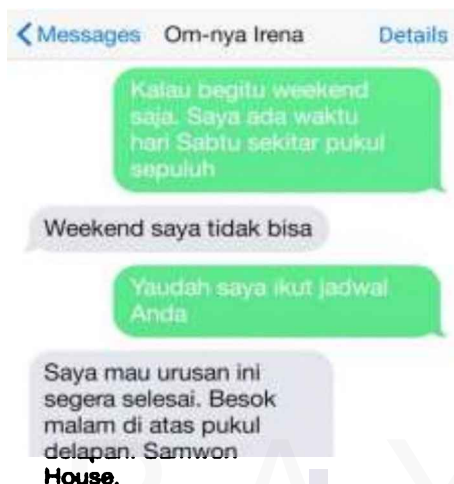 Messages Om-nya Irena Details
Kalau begitu weekend
saja. Saya ada waktu
hari Sabtu sekitar pukul
sepuluh
Weekend saya tidak bisa
Yaudah saya ikut jadwal
Anda
Saya mau urusan ini
segera selesai. Besok
malam di atas pukul
delapan. Samwon
House.